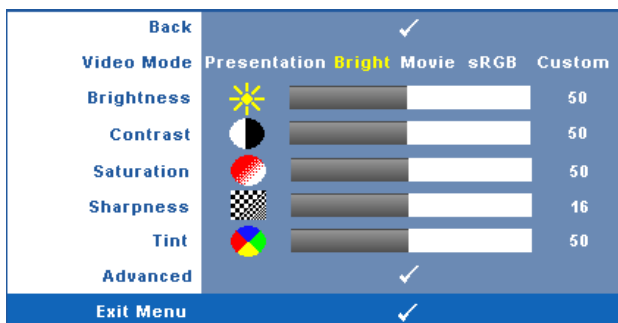 Back
Video Mode Presentation Bright Movie sRGB Custom
Brightness 50
Contrast 50
Saturation 50
Sharpness 16
Tint 50
Advanced
Exit Menu